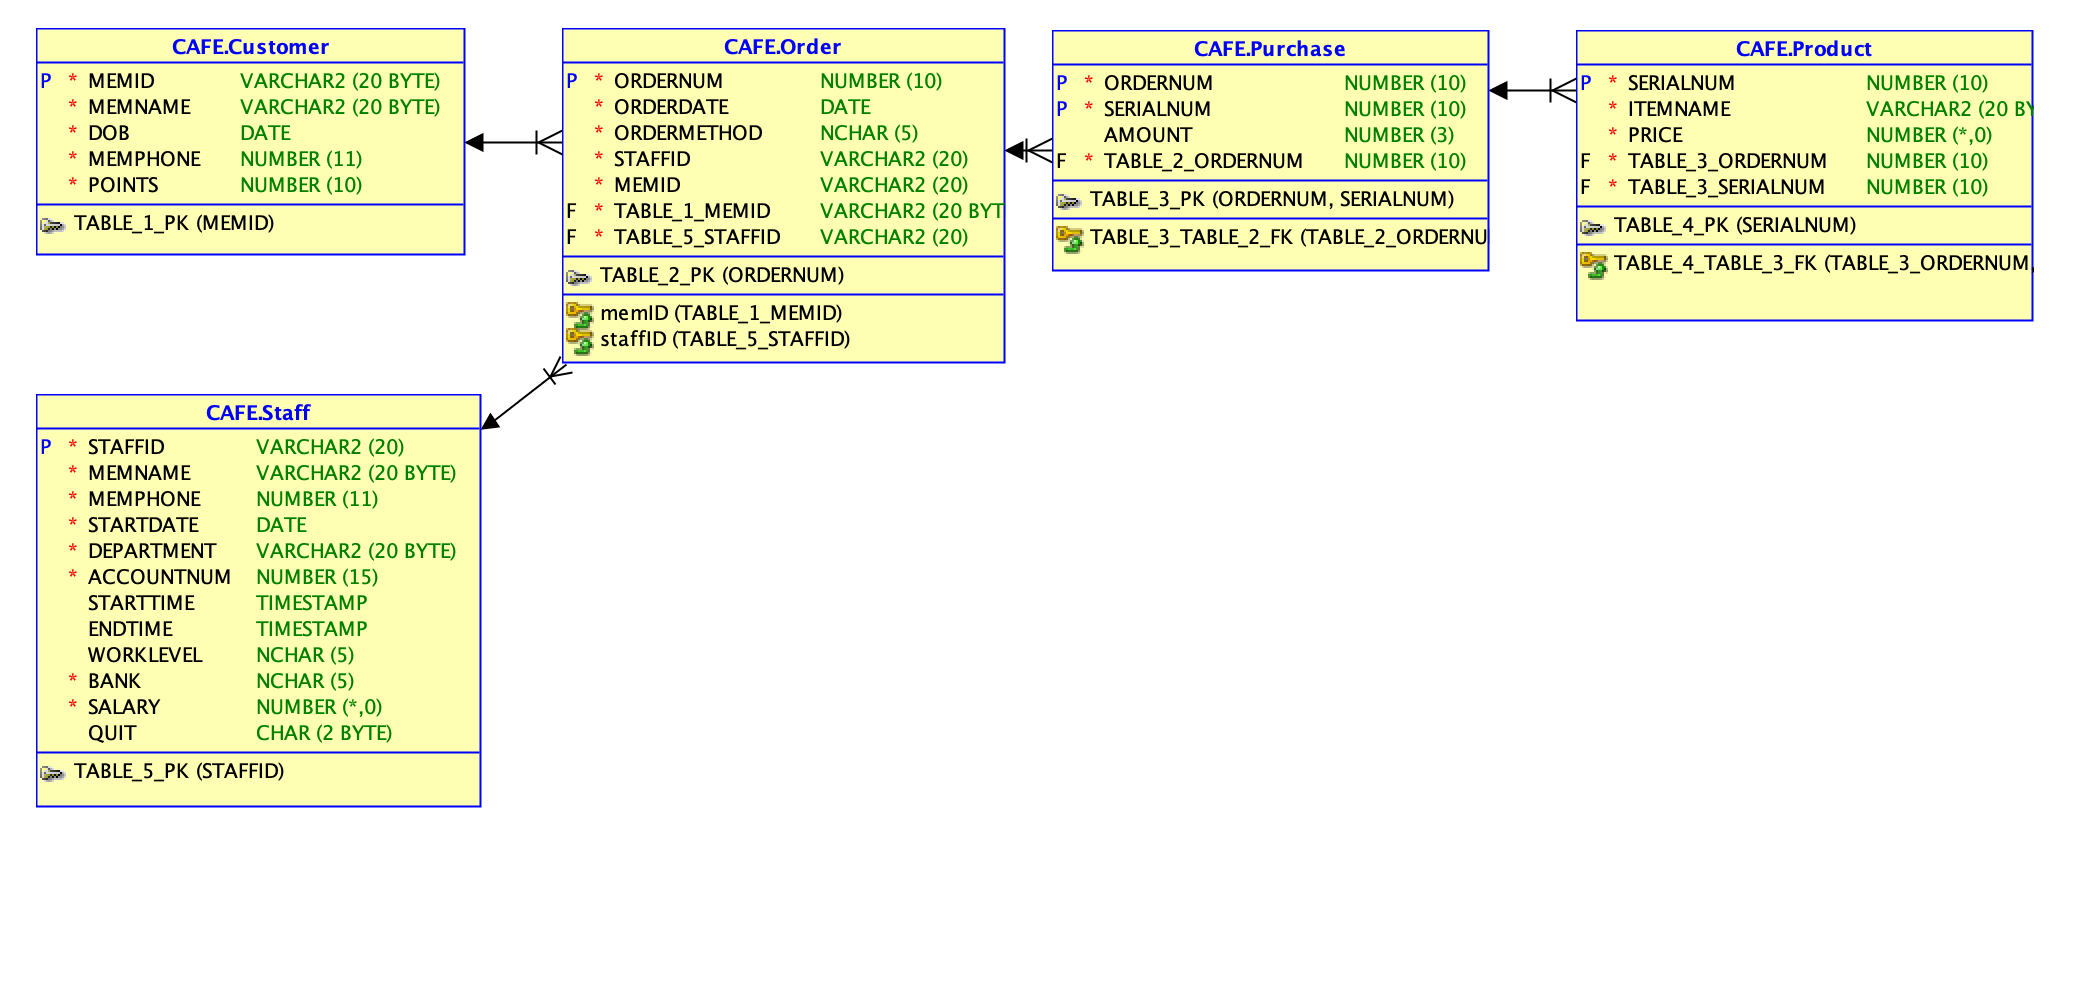 CAFE.Customer
P * MEMID VARCHAR2 (20 BYTE)
* MEMNAME VARCHAR2 (20 BYTE)
* DOB DATE
* MEMPHONE NUMBER (11)
* POINTS NUMBER (10)
TABLE_1_PK (MEMID)
CAFE.Order
P * ORDERNUM NUMBER (10)
* ORDERDATE DATE
* ORDERMETHOD NCHAR (5)
* STAFFID VARCHAR2 (20)
* MEMID VARCHAR2 (20)
F * TABLE_1_MEMID VARCHAR2 (20 BYT
F * TABLE_5_STAFFID VARCHAR2 (20)
TABLE_2_PK (ORDERNUM)
memID (TABLE_1_MEMID)
staffID (TABLE_5_STAFFID)
CAFE.Purchase
P * ORDERNUM NUMBER (10)
P * SERIALNUM NUMBER (10)
AMOUNT NUMBER (3)
F * TABLE_2_ORDERNUM NUMBER (10)
TABLE_3_PK (ORDERNUM, SERIALNUM)
TABLE_3_TABLE_2_FK (TABLE_2_ORDERNU
CAFE.Product
P * SERIALNUM NUMBER (10)
* ITEMNAME VARCHAR2 (20 BY
* PRICE NUMBER (*,0)
F * TABLE_3_ORDERNUM NUMBER (10)
F * TABLE_3_SERIALNUM NUMBER (10)
TABLE_4_PK (SERIALNUM)
TABLE_4_TABLE_3_FK (TABLE_3_ORDERNUM,
CAFE.Staff
P * STAFFID VARCHAR2 (20)
* MEMNAME VARCHAR2 (20 BYTE)
* MEMPHONE NUMBER (11)
* STARTDATE DATE
* DEPARTMENT VARCHAR2 (20 BYTE)
* ACCOUNTNUM NUMBER (15)
STARTTIME TIMESTAMP
ENDTIME TIMESTAMP
WORKLEVEL NCHAR (5)
* BANK NCHAR (5)
* SALARY NUMBER (*,0)
QUIT CHAR (2 BYTE)
TABLE_5_PK (STAFFID)